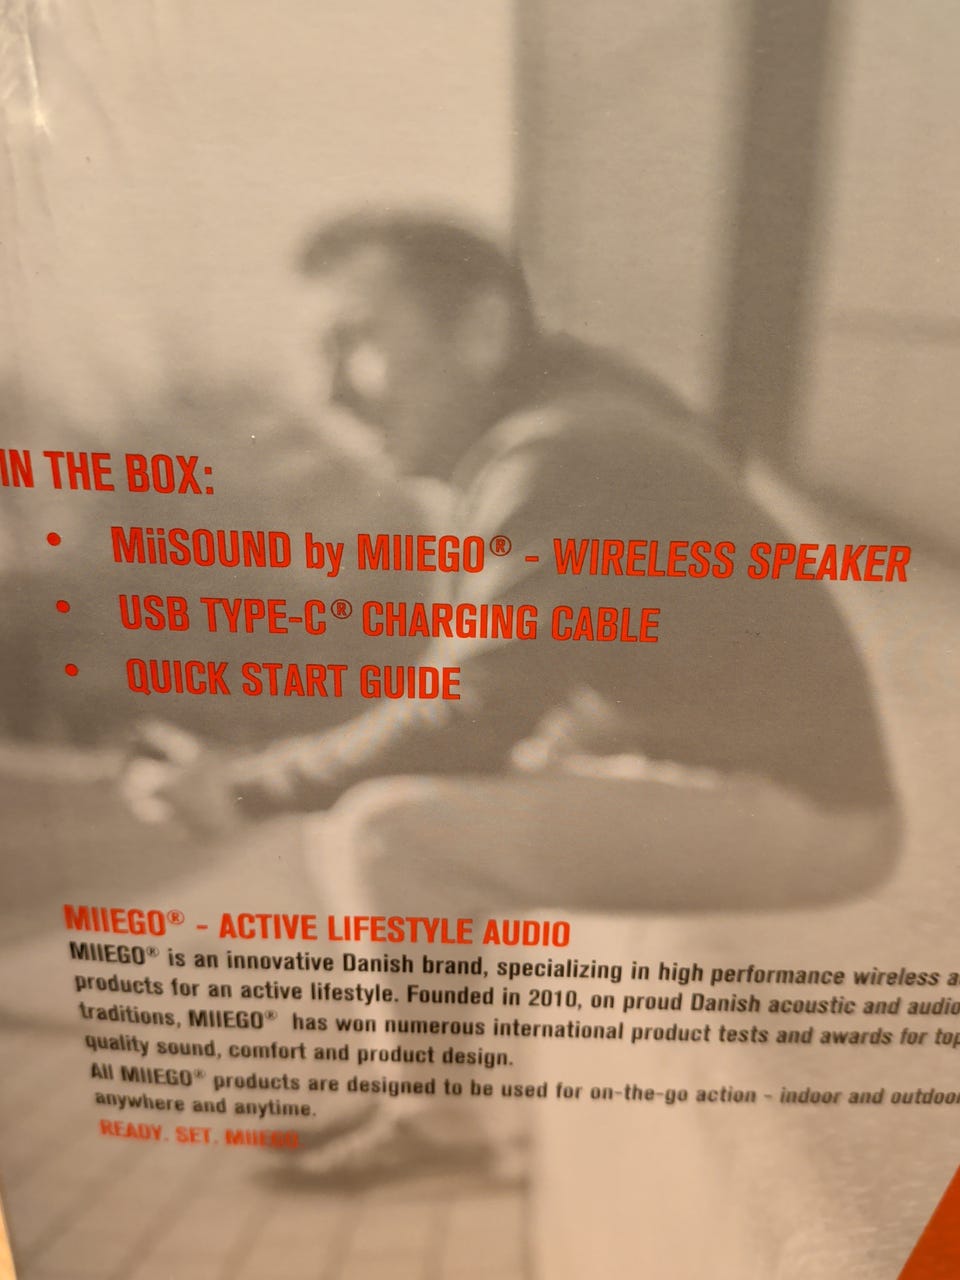 IN THE BOX:
• MiiSOUND by MIIEGO® - WIRELESS SPEAKER
• USB TYPE-C® CHARGING CABLE
• QUICK START GUIDE
MIIEGO® - ACTIVE LIFESTYLE AUDIO
MIIEGO® is an innovative Danish brand, specializing in high performance wireless a
products for an active lifestyle. Founded in 2010, on proud Danish acoustic and audio
traditions, MIIEGO® has won numerous international product tests and awards for top
quality sound, comfort and product design.
All MIIEGO® products are designed to be used for on-the-go action - indoor and outdoor
anywhere and anytime.
READY. SET. MIIEGO